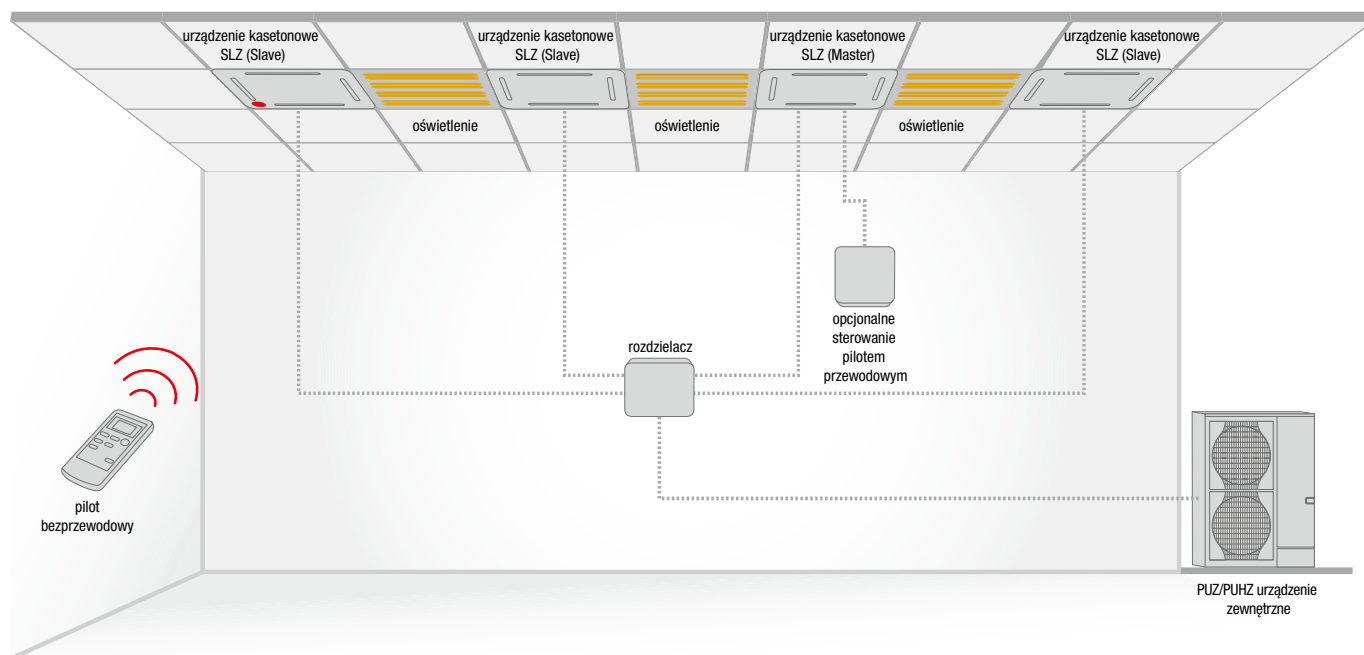 urządzenie kasetonowe
SLZ (Slave)
urządzenie kasetonowe
SLZ (Slave)
urządzenie kasetonowe
SLZ (Master)
urządzenie kasetonowe
SLZ (Slave)
oświetlenie
oświetlenie
oświetlenie
opcjonalne
sterowanie
pilotem
przewodowym
rozdzielacz
pilot
bezprzewodowy
PUZ/PUHZ urządzenie
zewnętrzne